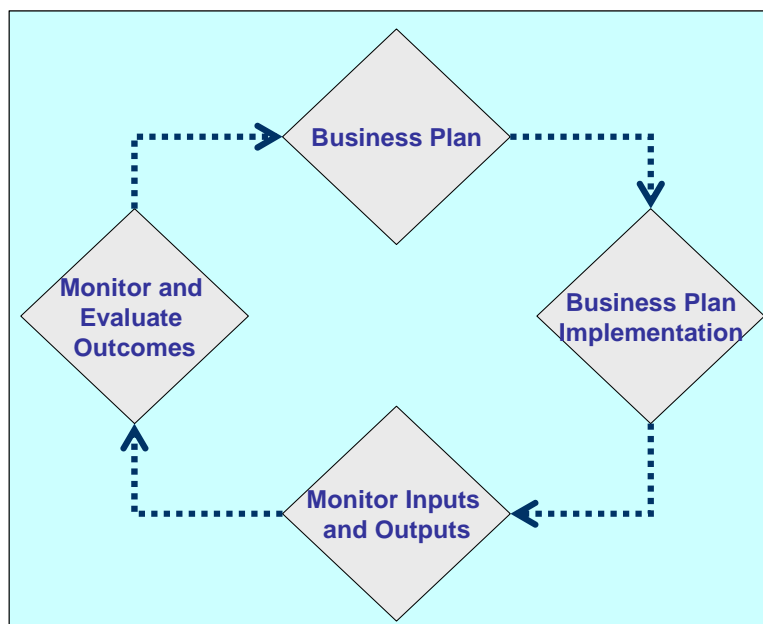 Business Plan
Business Plan
Implementation
Monitor Inputs
and Outputs
Monitor and
Evaluate
Outcomes